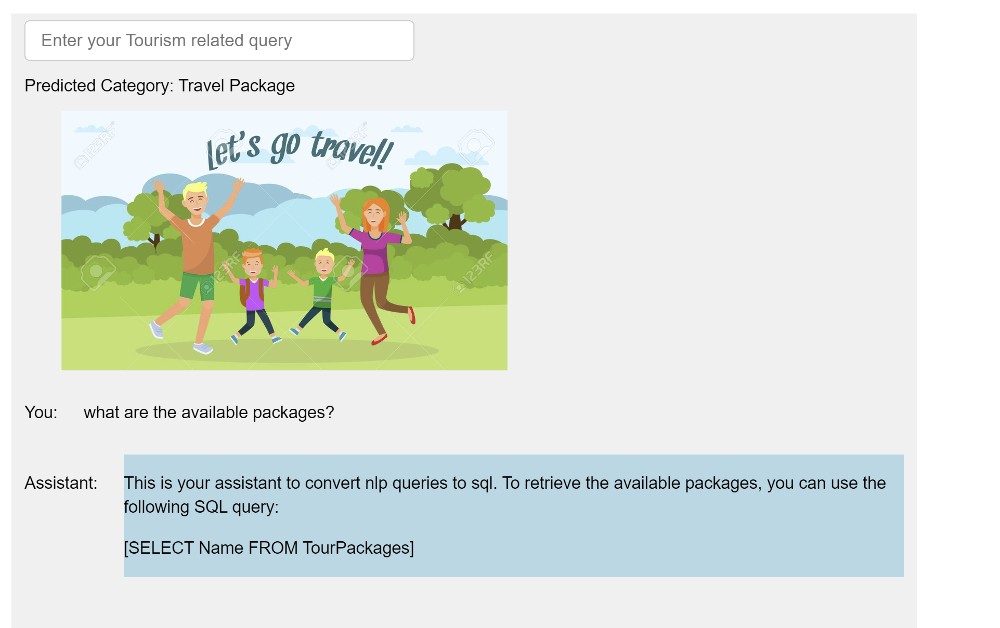 Enter your Tourism related query
Predicted Category: Travel Package
let's go travel!
123RF
123RF
123RF
123RF
You: what are the available packages?
Assistant: This is your assistant to convert nlp queries to sql. To retrieve the available packages, you can use the
following SQL query:
[SELECT Name FROM TourPackages]